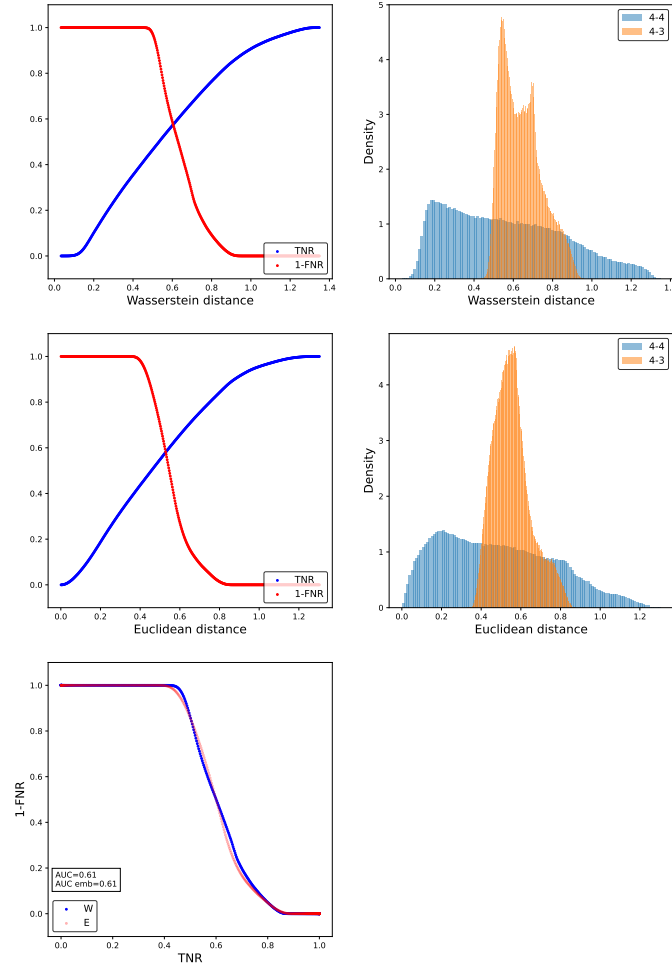 1.0
0.8
0.6
0.4
0.2
0.0
0.0 0.2 0.4 0.6 0.8 1.0 1.2 1.4
Wasserstein distance
TNR
1-FNR
5
4
3
2
1
0
Density
0.0 0.2 0.4 0.6 0.8 1.0 1.2 1.4
Wasserstein distance
4-4
4-3
1.0
0.8
0.6
0.4
0.2
0.0
0.0 0.2 0.4 0.6 0.8 1.0 1.2
Euclidean distance
TNR
1-FNR
4
3
2
1
0
Density
0.0 0.2 0.4 0.6 0.8 1.0 1.2
Euclidean distance
4-4
4-3
1-FNR
1.0
0.8
0.6
0.4
0.2
0.0
AUC=0.61
AUC emb=0.61
W
E
0.0 0.2 0.4 0.6 0.8 1.0
TNR